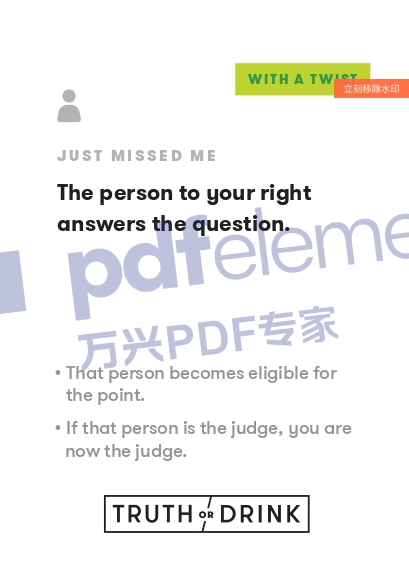 WITH A TWIST
立刻移除水印
JUST MISSED ME
The person to your right
answers the question.
pdfeleme
万兴PDF专家
• That person becomes eligible for
the point.
• If that person is the judge, you are
now the judge.
TRUTH OR DRINK